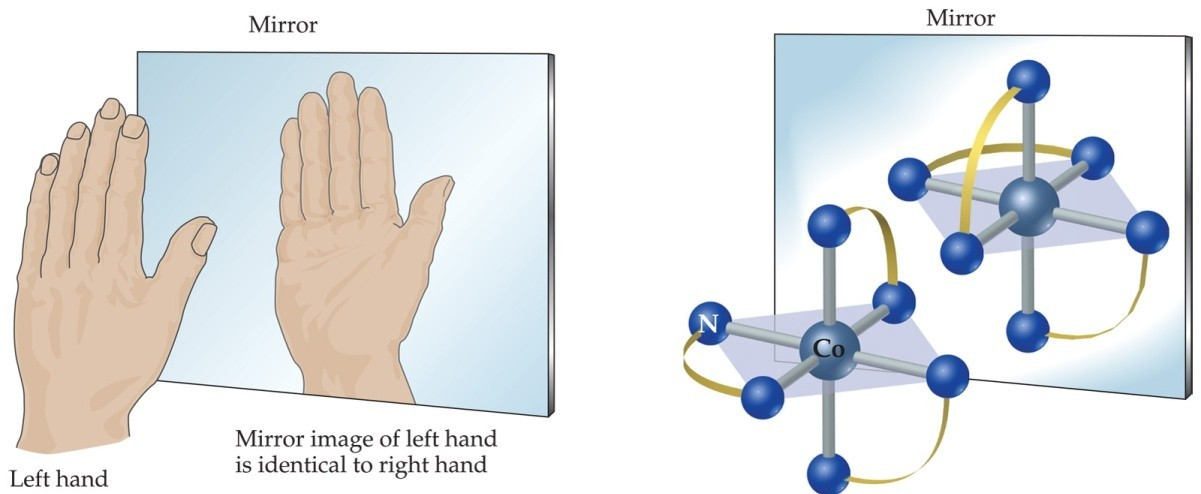 Mirror
Left hand
Mirror image of left hand
is identical to right hand
Mirror
N
Co